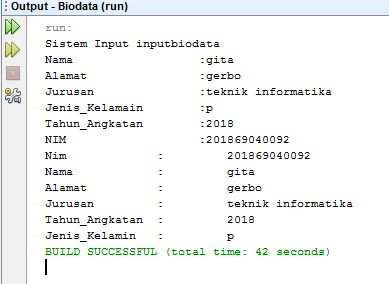 Output - Biodata (run)
run:
Sistem Input inputbiodata
Nama :gita
Alamat :gerbo
Jurusan :teknik informatika
Jenis_Kelamain :p
Tahun_Angkatan :2018
NIM :201869040092
Nim : 201869040092
Nama : gita
Alamat : gerbo
Jurusan : teknik informatika
Tahun_Angkatan : 2018
Jenis_Kelamin : p
BUILD SUCCESSFUL (total time: 42 seconds)